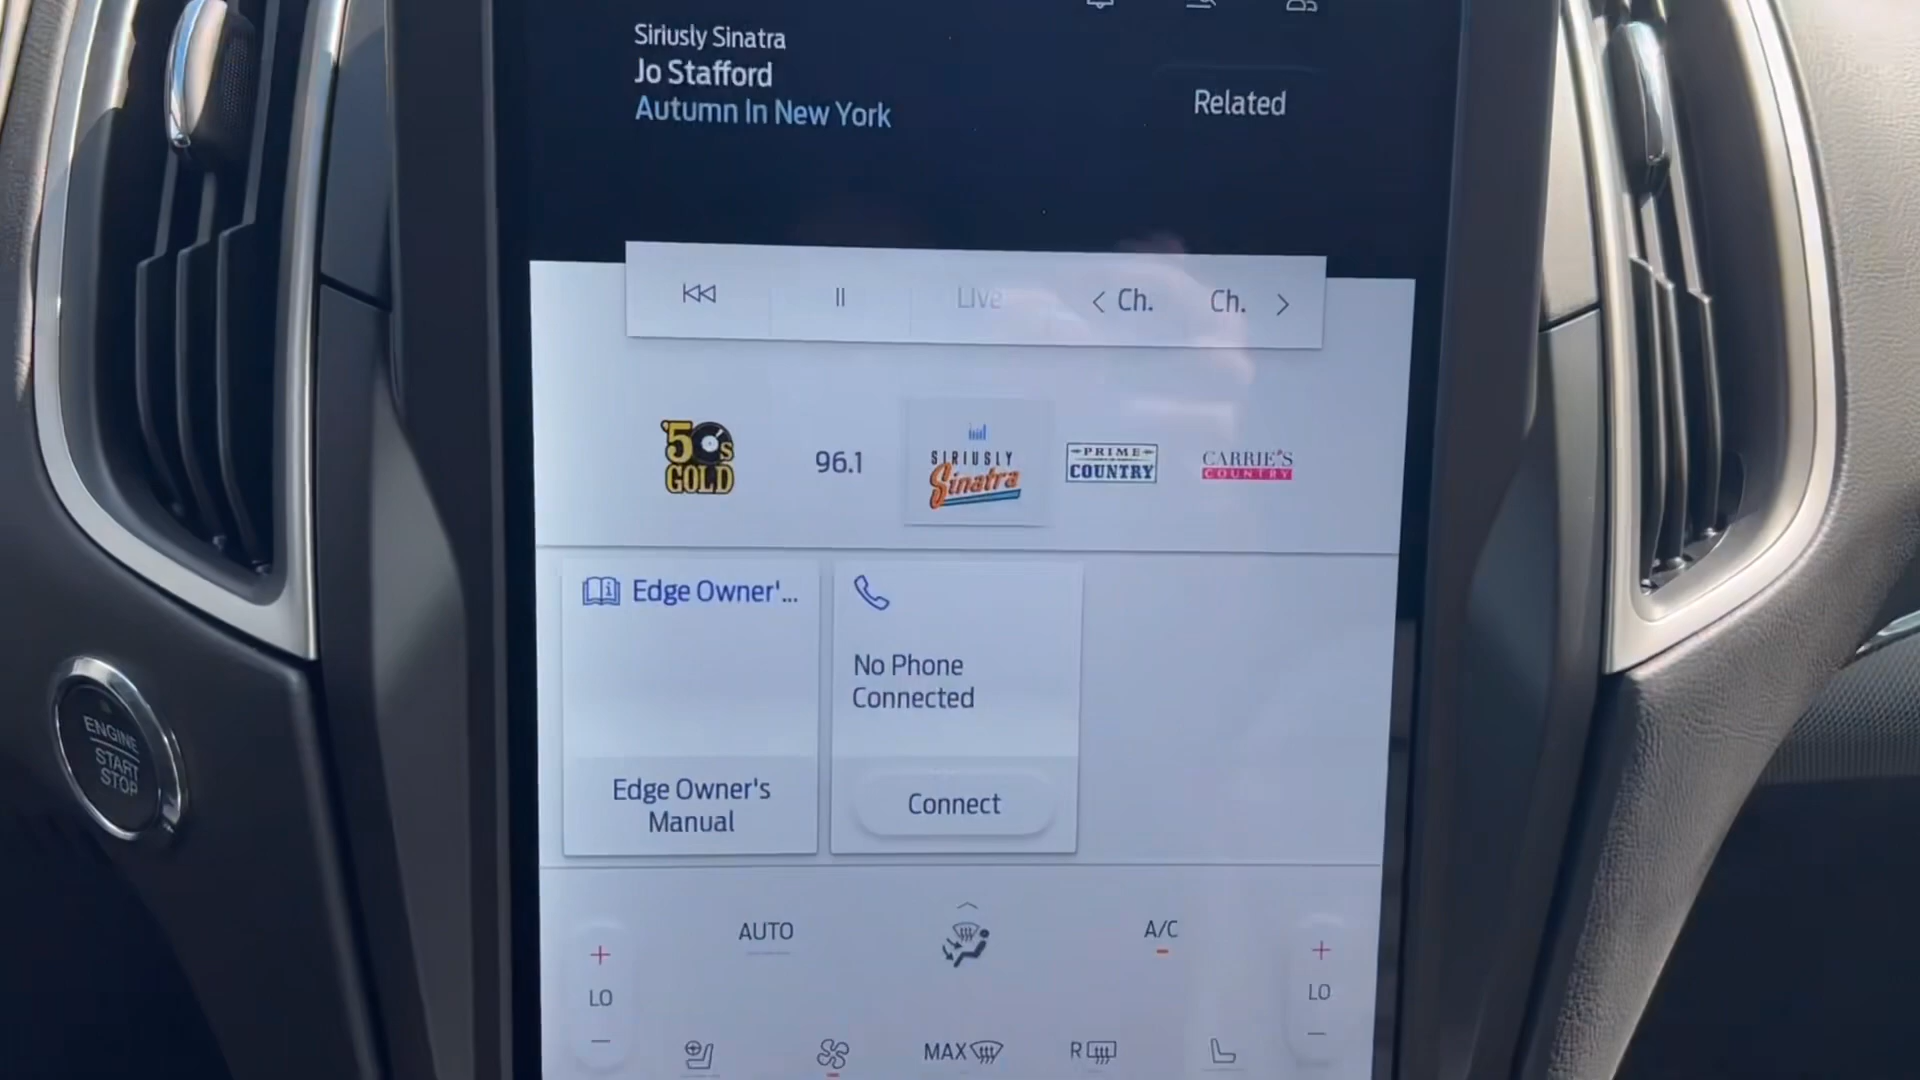 Siriusly Sinatra
Jo Stafford
Autumn In New York
Related
Live
< Ch.
Ch. >
'50s
GOLD
96.1
SIRIUSLY
Sinatra
PRIME
COUNTRY
CARRIE'S
COUNTRY
Edge Owner'...
No Phone
Connected
Edge Owner's
Manual
Connect
ENGINE
START
STOP
AUTO
A/C
+
LO
−
+
LO
−
MAX
R